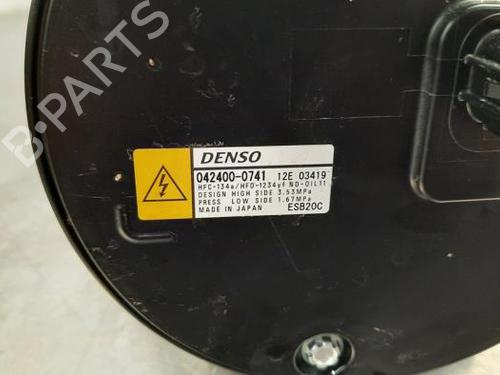 B-PARTS
DENSO
042400-0741 12E 03419
HFC-134a/HFO-1234yf ND-OIL11
DESIGN HIGH SIDE 3.53MPa
PRESS LOW SIDE 1.67MPa
MADE IN JAPAN ESB20C